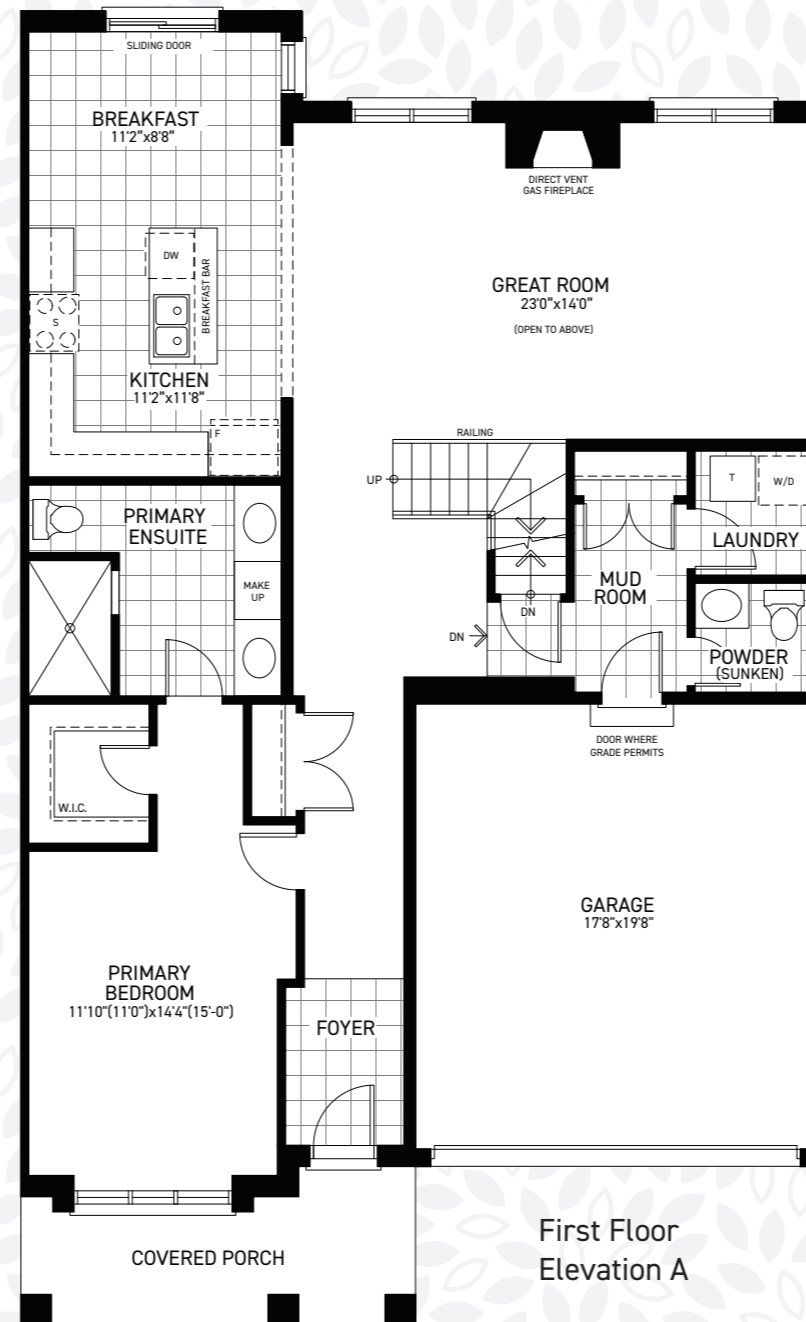 SLIDING DOOR
BREAKFAST
11'2"x8'8"
DIRECT VENT
GAS FIREPLACE
DW
BREAKFAST BAR
S
GREAT ROOM
23'0"x14'0"
(OPEN TO ABOVE)
KITCHEN
11'2"x11'8"
F
RAILING
UP
T
W/D
PRIMARY
ENSUITE
LAUNDRY
MAKE
UP
MUD
ROOM
DN
DN
POWDER
(SUNKEN)
DOOR WHERE
GRADE PERMITS
W.I.C.
GARAGE
17'8"x19'8"
PRIMARY
BEDROOM
11'10"(11'0")x14'4"(15'-0")
FOYER
First Floor
Elevation A
COVERED PORCH